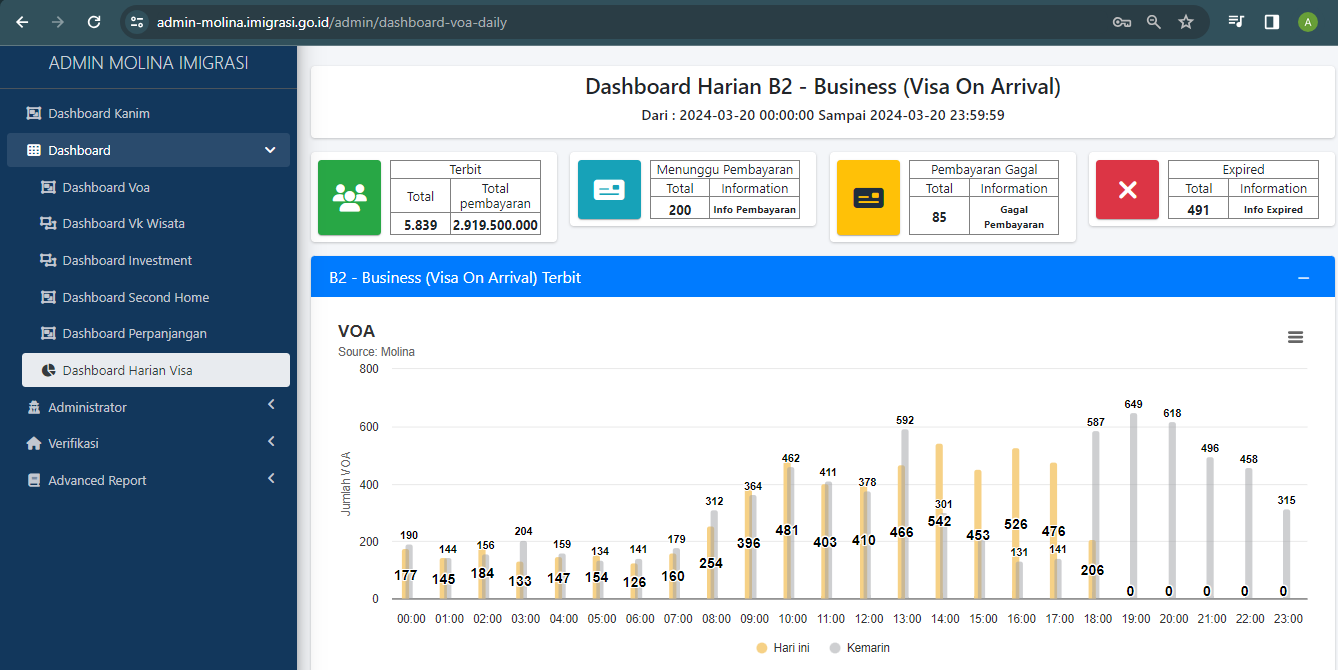 admin-molina.imigrasi.go.id/admin/dashboard-voa-daily
A
ADMIN MOLINA IMIGRASI
Dashboard Kanim
Dashboard
Dashboard Voa
Dashboard Vk Wisata
Dashboard Investment
Dashboard Second Home
Dashboard Perpanjangan
Dashboard Harian Visa
Administrator
Verifikasi
Advanced Report
Dashboard Harian B2 - Business (Visa On Arrival)
Dari : 2024-03-20 00:00:00 Sampai 2024-03-20 23:59:59
Terbit
Total Total pembayaran
5.839 2.919.500.000
Menunggu Pembayaran
Total Information
200 Info Pembayaran
Pembayaran Gagal
Total Information
85 Gagal Pembayaran
Expired
Total Information
491 Info Expired
B2 - Business (Visa On Arrival) Terbit
VOA
Source: Molina
Jumlah VOA
800
600
400
200
0
190 144 156 204 159 134 141 179 312 364 462 411 378 592 301 131 141 587 649 618 496 458 315
177 145 184 133 147 154 126 160 254 396 481 403 410 466 542 453 526 476 206 0 0 0 0 0
00:00 01:00 02:00 03:00 04:00 05:00 06:00 07:00 08:00 09:00 10:00 11:00 12:00 13:00 14:00 15:00 16:00 17:00 18:00 19:00 20:00 21:00 22:00 23:00
Hari ini Kemarin